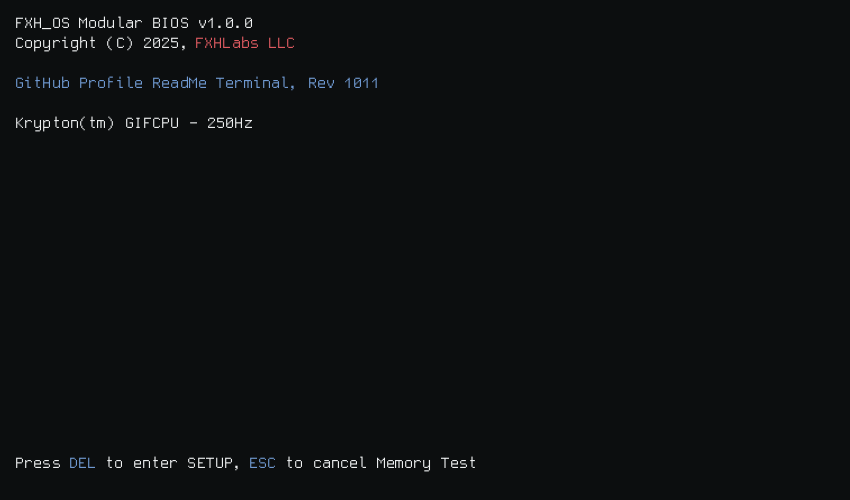 FXH_OS Modular BIOS v1.0.0
Copyright (C) 2025, FXHLabs LLC
GitHub Profile ReadMe Terminal, Rev 1011
Krypton(tm) GIFCPU - 250Hz
Press DEL to enter SETUP, ESC to cancel Memory Test